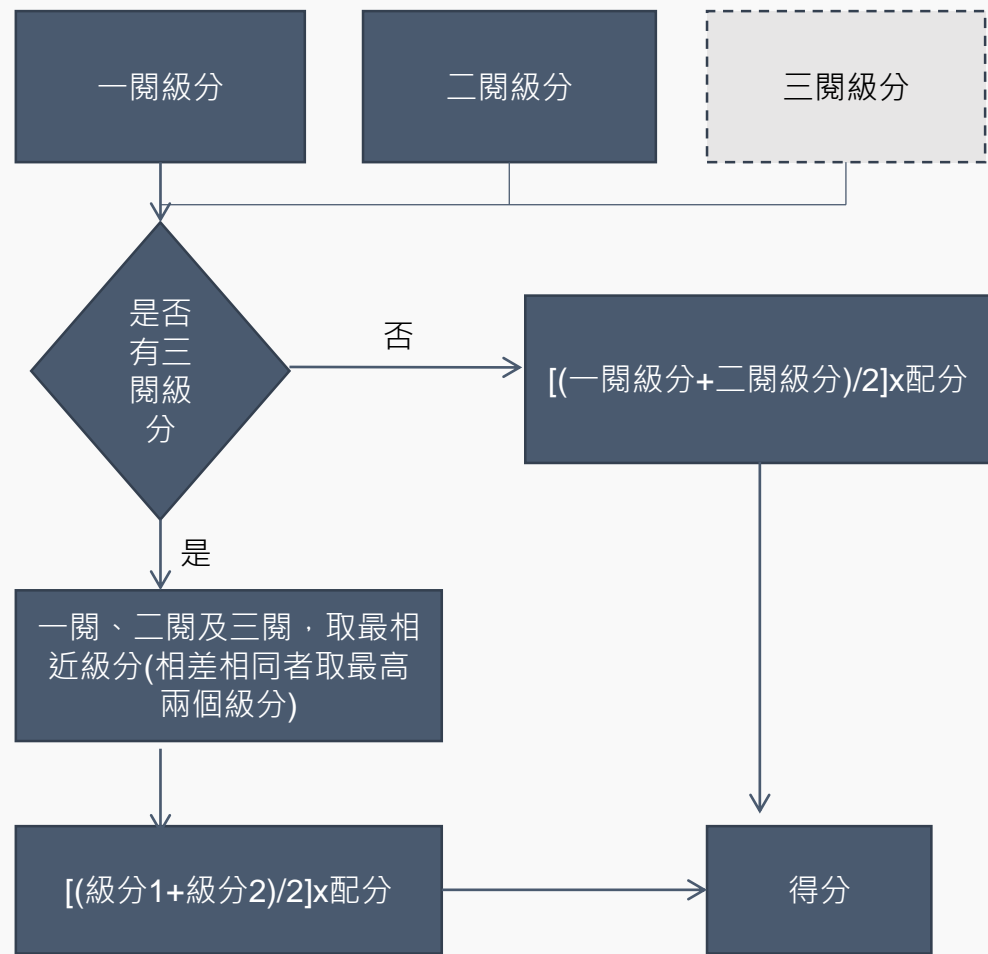 一閱級分
二閱級分
三閱級分
是否
有三
閱級
分
否
[(一閱級分+二閱級分)/2]x配分
是
一閱、二閱及三閱，取最相
近級分(相差相同者取最高
兩個級分)
[(級分1+級分2)/2]x配分
得分